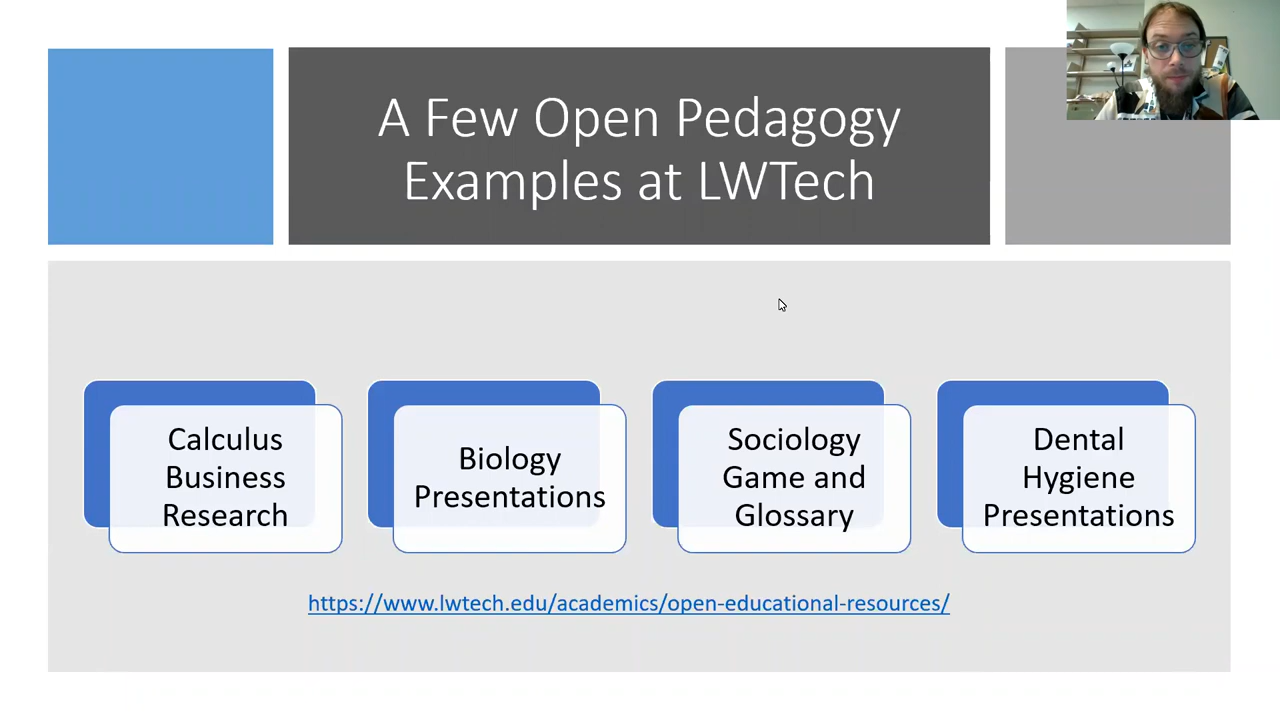 A Few Open Pedagogy
Examples at LWTech
Calculus
Business
Research
Biology
Presentations
Sociology
Game and
Glossary
Dental
Hygiene
Presentations
https://www.lwtech.edu/academics/open-educational-resources/